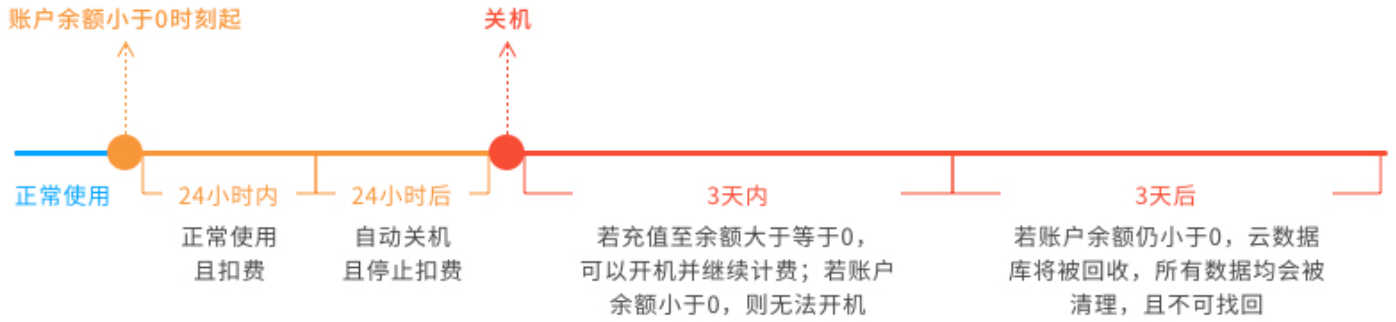 账户余额小于0时刻起
关机
正常使用
24小时内
24小时后
3天内
3天后
正常使用
且扣费
自动关机
且停止扣费
若充值至余额大于等于0，
可以开机并继续计费；若账户
余额小于0，则无法开机
若账户余额仍小于0，云数据
库将被回收，所有数据均会被
清理，且不可找回